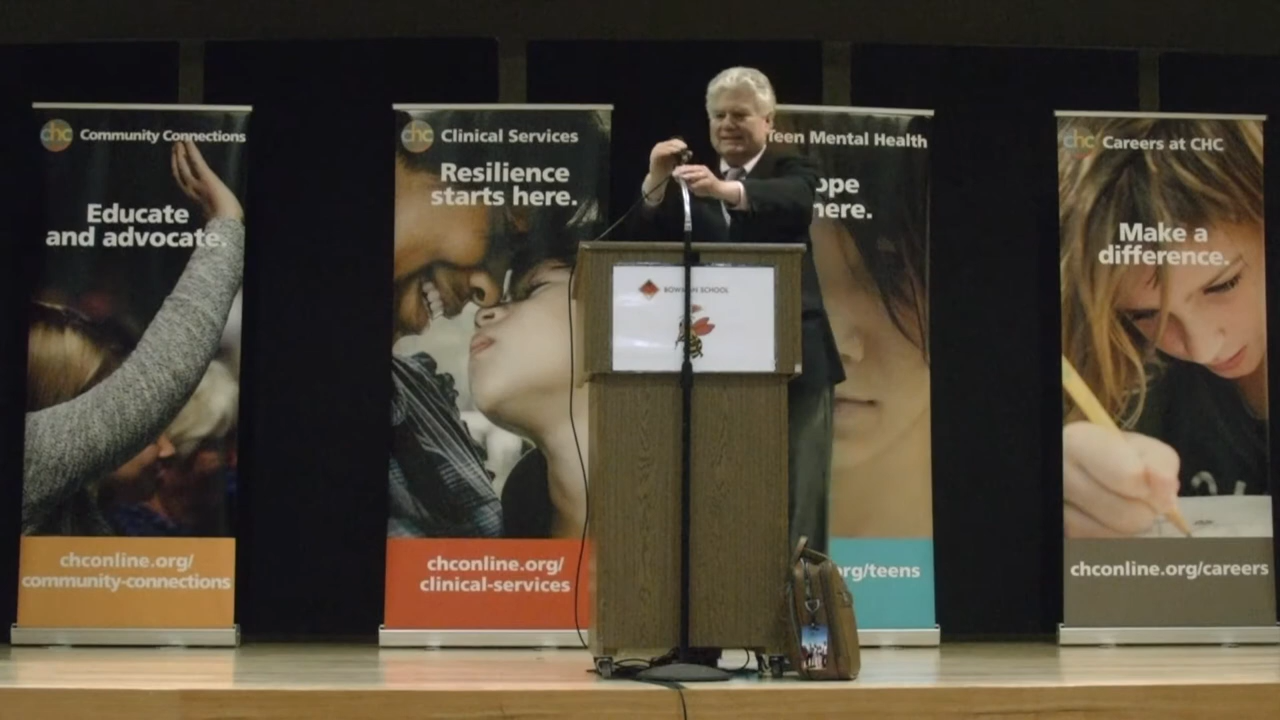 chc Community Connections
Educate
and advocate.
chconline.org/
community-connections
chc Clinical Services
Resilience
starts here.
chconline.org/
clinical-services
BOWMAN SCHOOL
Teen Mental Health
ope
here.
org/teens
chc Careers at CHC
Make a
difference.
chconline.org/careers